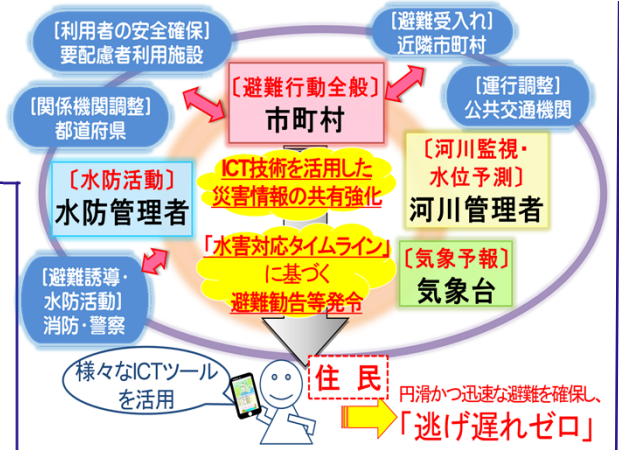 [利用者の安全確保]
要配慮者利用施設
[避難受入れ]
近隣市町村
[関係機関調整]
都道府県
〔避難行動全般〕
市町村
[運行調整]
公共交通機関
〔水防活動〕
水防管理者
ICT技術を活用した
災害情報の共有強化
〔河川監視・
水位予測〕
河川管理者
「水害対応タイムライン」
に基づく
避難勧告等発令
〔気象予報〕
気象台
[避難誘導・
水防活動]
消防・警察
様々なICTツール
を活用
住 民
円滑かつ迅速な避難を確保し、
「逃げ遅れゼロ」